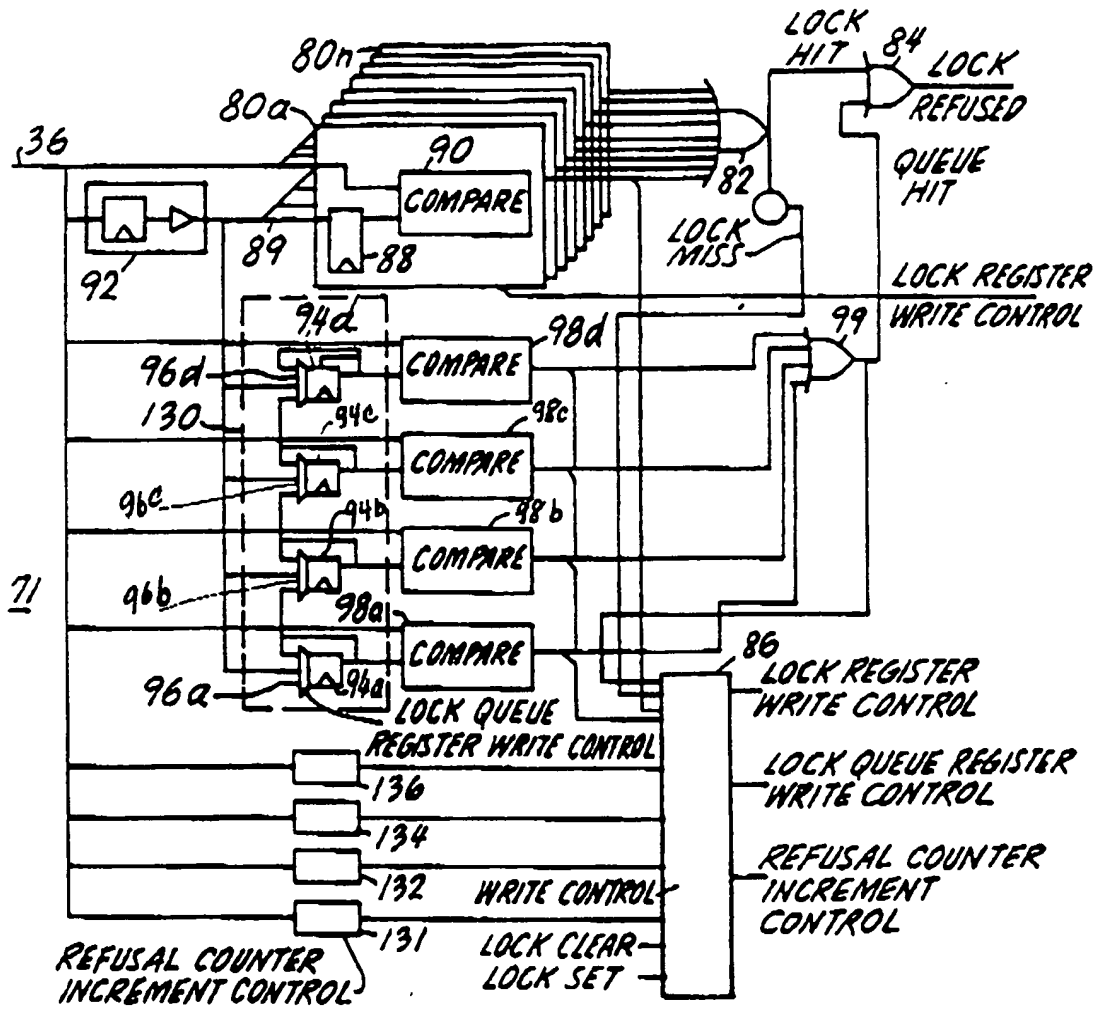 80n
LOCK
HIT
84
LOCK
REFUSED
80a
36
90
COMPARE
82
QUEUE
HIT
LOCK
MISS
92
89
88
LOCK REGISTER
WRITE CONTROL
94d
98d
99
96d
COMPARE
130
94c
98c
COMPARE
96c
94b
98b
COMPARE
71
96b
98a
COMPARE
86
96a
94a
LOCK QUEUE
REGISTER WRITE CONTROL
LOCK REGISTER
WRITE CONTROL
136
LOCK QUEUE REGISTER
WRITE CONTROL
134
132
WRITE CONTROL
REFUSAL COUNTER
INCREMENT
CONTROL
131
LOCK CLEAR
LOCK SET
REFUSAL COUNTER
INCREMENT CONTROL